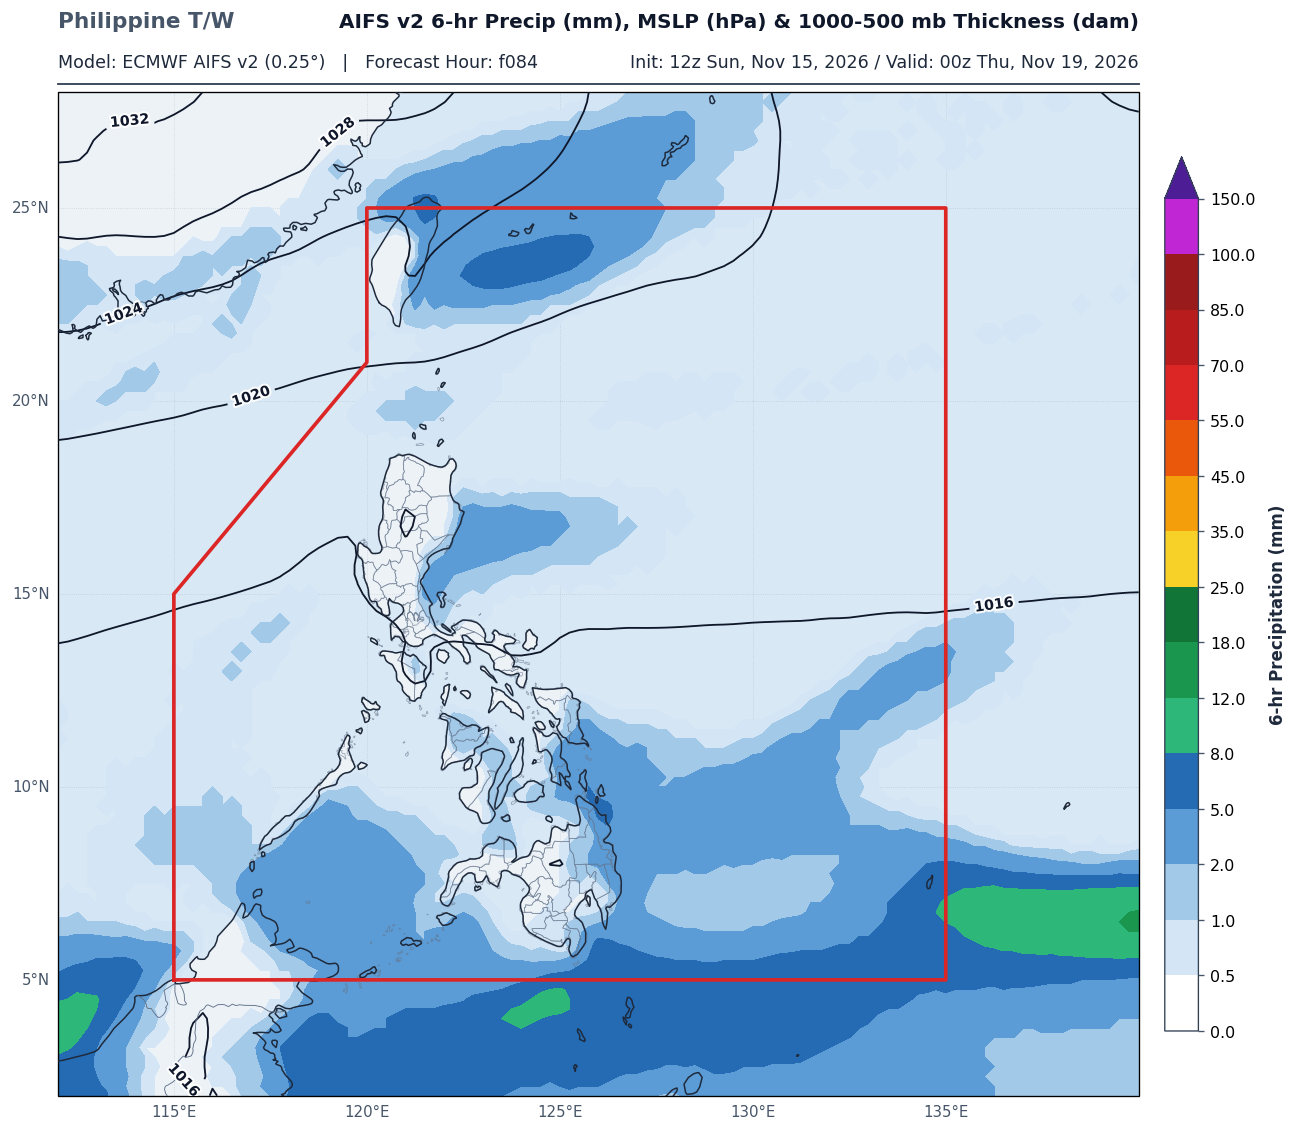 Philippine T/W
AIFS v2 6-hr Precip (mm), MSLP (hPa) & 1000-500 mb Thickness (dam)
Model: ECMWF AIFS v2 (0.25°) | Forecast Hour: f084
Init: 12z Sun, Nov 15, 2026 / Valid: 00z Thu, Nov 19, 2026
1032
1028
1024
1020
1016
1016
25°N
20°N
15°N
10°N
5°N
115°E
120°E
125°E
130°E
135°E
150.0
100.0
85.0
70.0
55.0
45.0
35.0
25.0
18.0
12.0
8.0
5.0
2.0
1.0
0.5
0.0
6-hr Precipitation (mm)